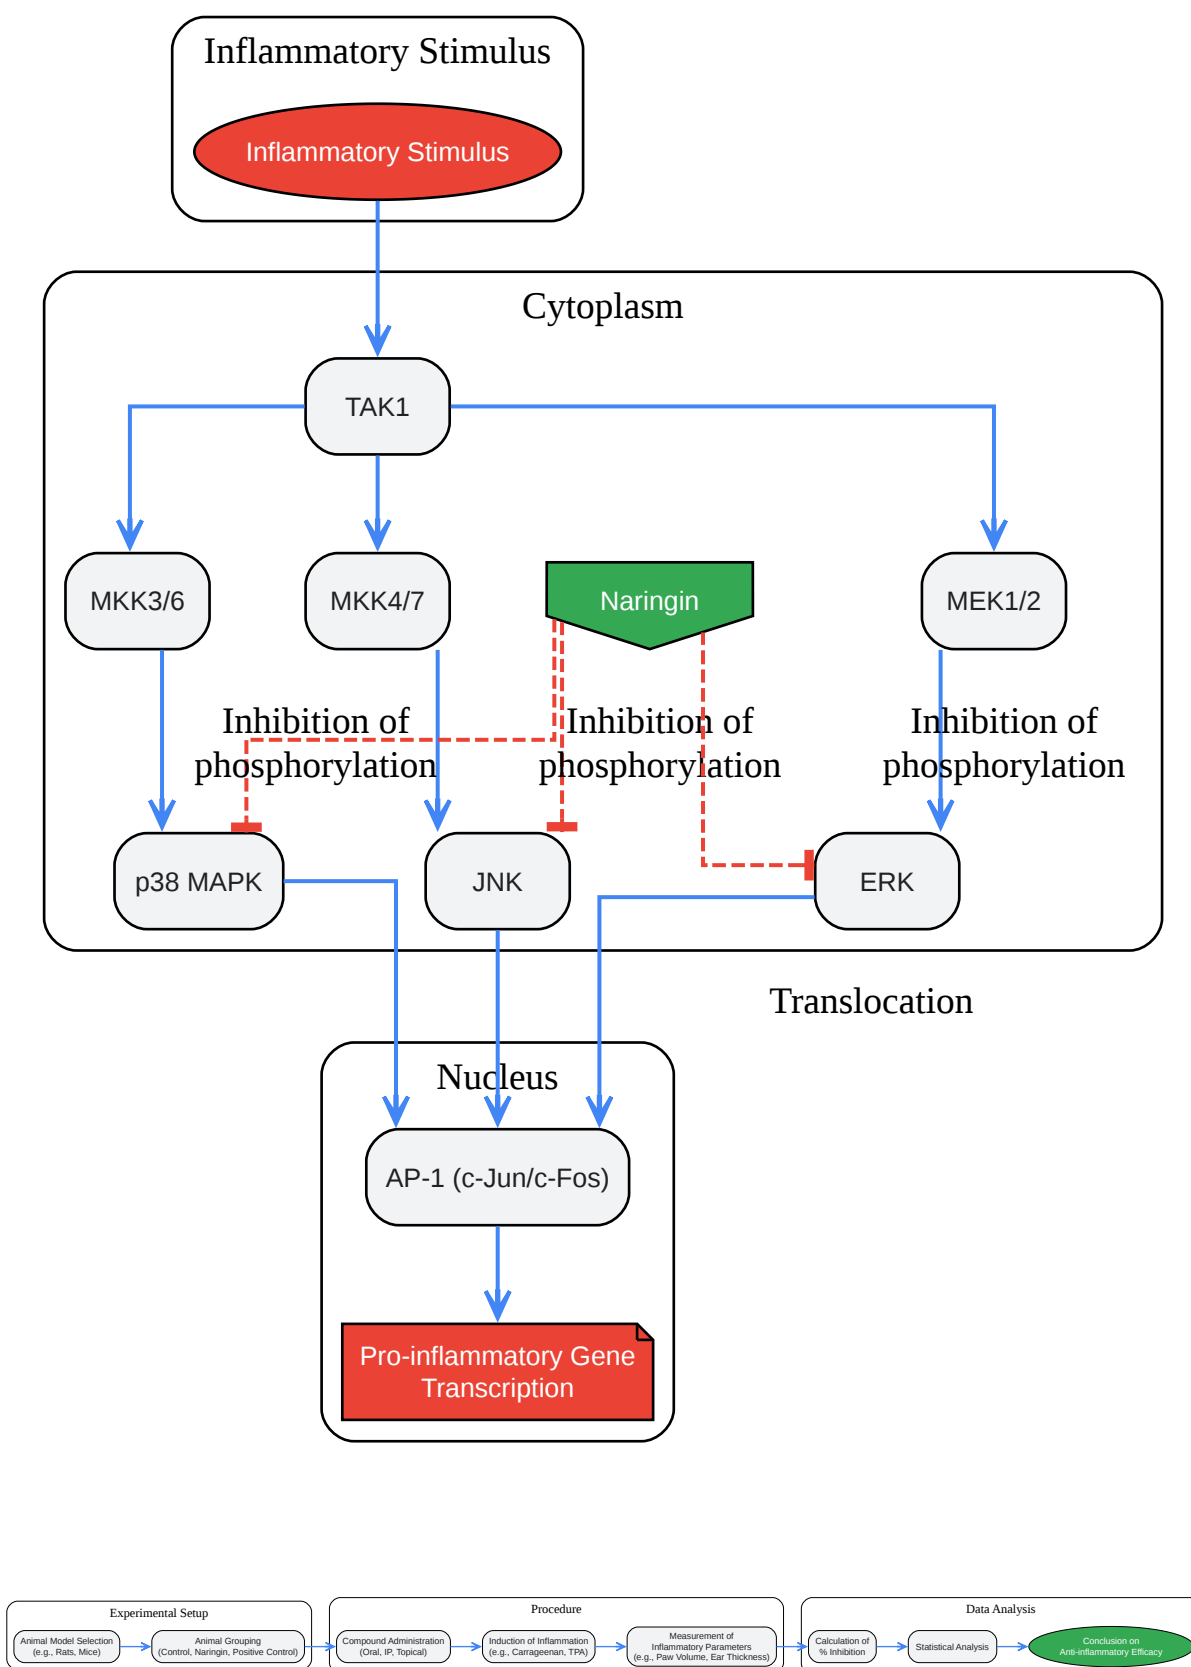 Inflammatory Stimulus
Inflammatory Stimulus
Cytoplasm
TAK1
MKK3/6
MKK4/7
Naringin
MEK1/2
Inhibition of
phosphorylation
Inhibition of
phosphorylation
Inhibition of
phosphorylation
p38 MAPK
JNK
ERK
Translocation
Nucleus
AP-1 (c-Jun/c-Fos)
Pro-inflammatory Gene
Transcription
Experimental Setup
Animal Model Selection
(e.g., Rats, Mice)
Animal Grouping
(Control, Naringin, Positive Control)
Procedure
Compound Administration
(Oral, IP, Topical)
Induction of Inflammation
(e.g., Carrageenan, TPA)
Measurement of
Inflammatory Parameters
(e.g., Paw Volume, Ear Thickness)
Data Analysis
Calculation of
% Inhibition
Statistical Analysis
Conclusion on
Anti-inflammatory Efficacy